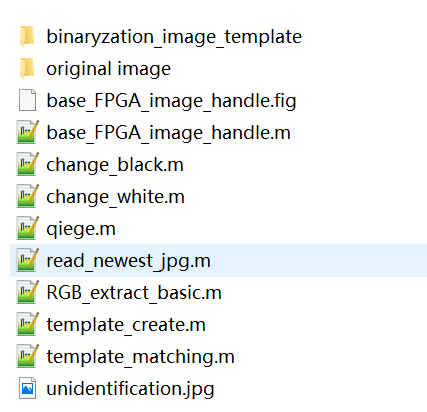 binaryzation_image_template
original image
base_FPGA_image_handle.fig
base_FPGA_image_handle.m
change_black.m
change_white.m
qiege.m
read_newest_jpg.m
RGB_extract_basic.m
template_create.m
template_matching.m
unidentification.jpg